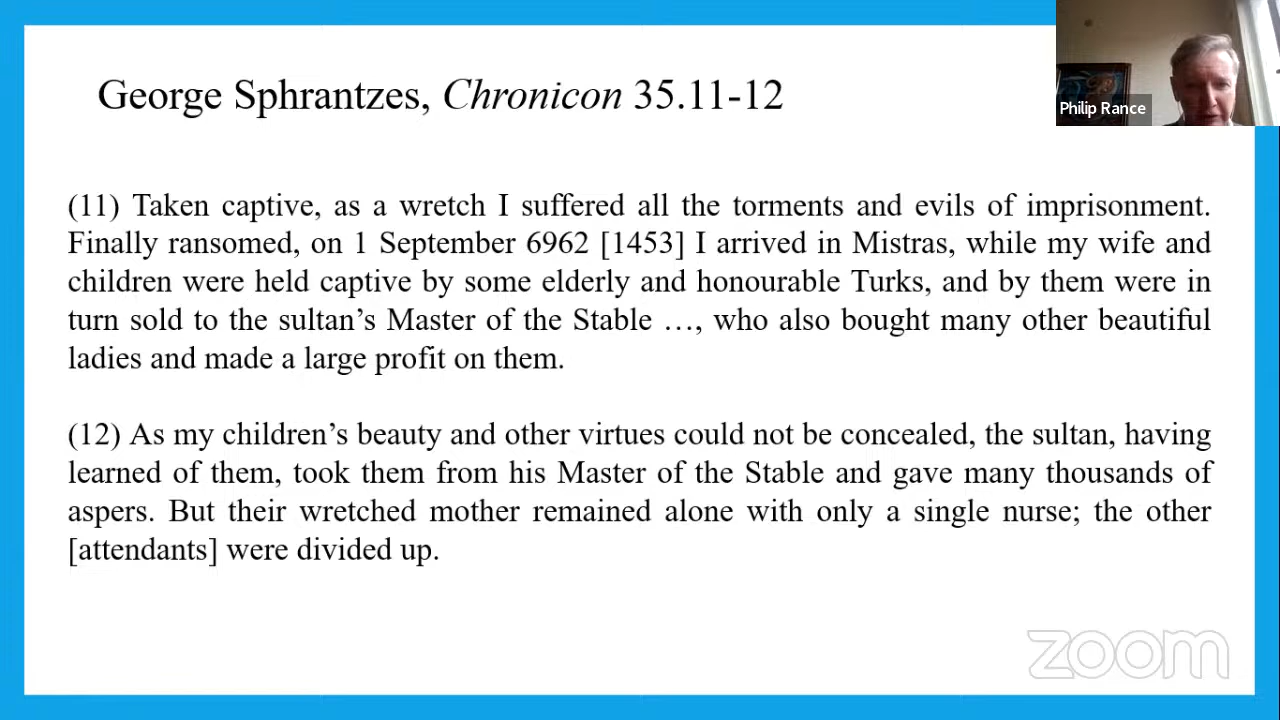 George Sphrantzes, Chronicon 35.11-12
Philip Rance
(11) Taken captive, as a wretch I suffered all the torments and evils of imprisonment.
Finally ransomed, on 1 September 6962 [1453] I arrived in Mistras, while my wife and
children were held captive by some elderly and honourable Turks, and by them were in
turn sold to the sultan’s Master of the Stable …, who also bought many other beautiful
ladies and made a large profit on them.
(12) As my children’s beauty and other virtues could not be concealed, the sultan, having
learned of them, took them from his Master of the Stable and gave many thousands of
aspers. But their wretched mother remained alone with only a single nurse; the other
[attendants] were divided up.
zoom